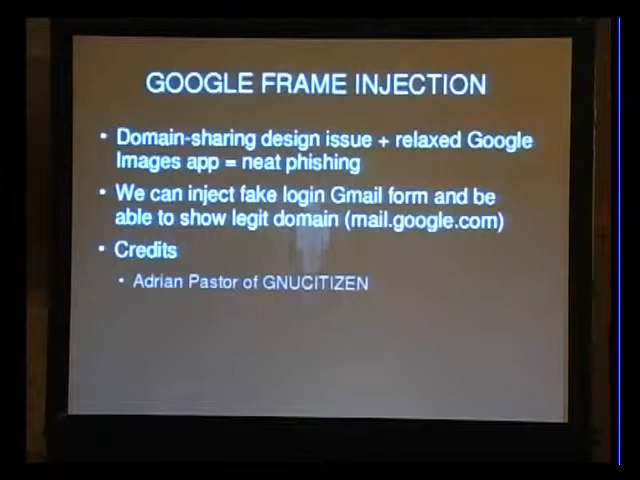 GOOGLE FRAME INJECTION
• Domain-sharing design issue + relaxed Google
Images app = neat phishing
• We can inject fake login Gmail form and be
able to show legit domain (mail.google.com)
• Credits
• Adrian Pastor of GNUCITIZEN